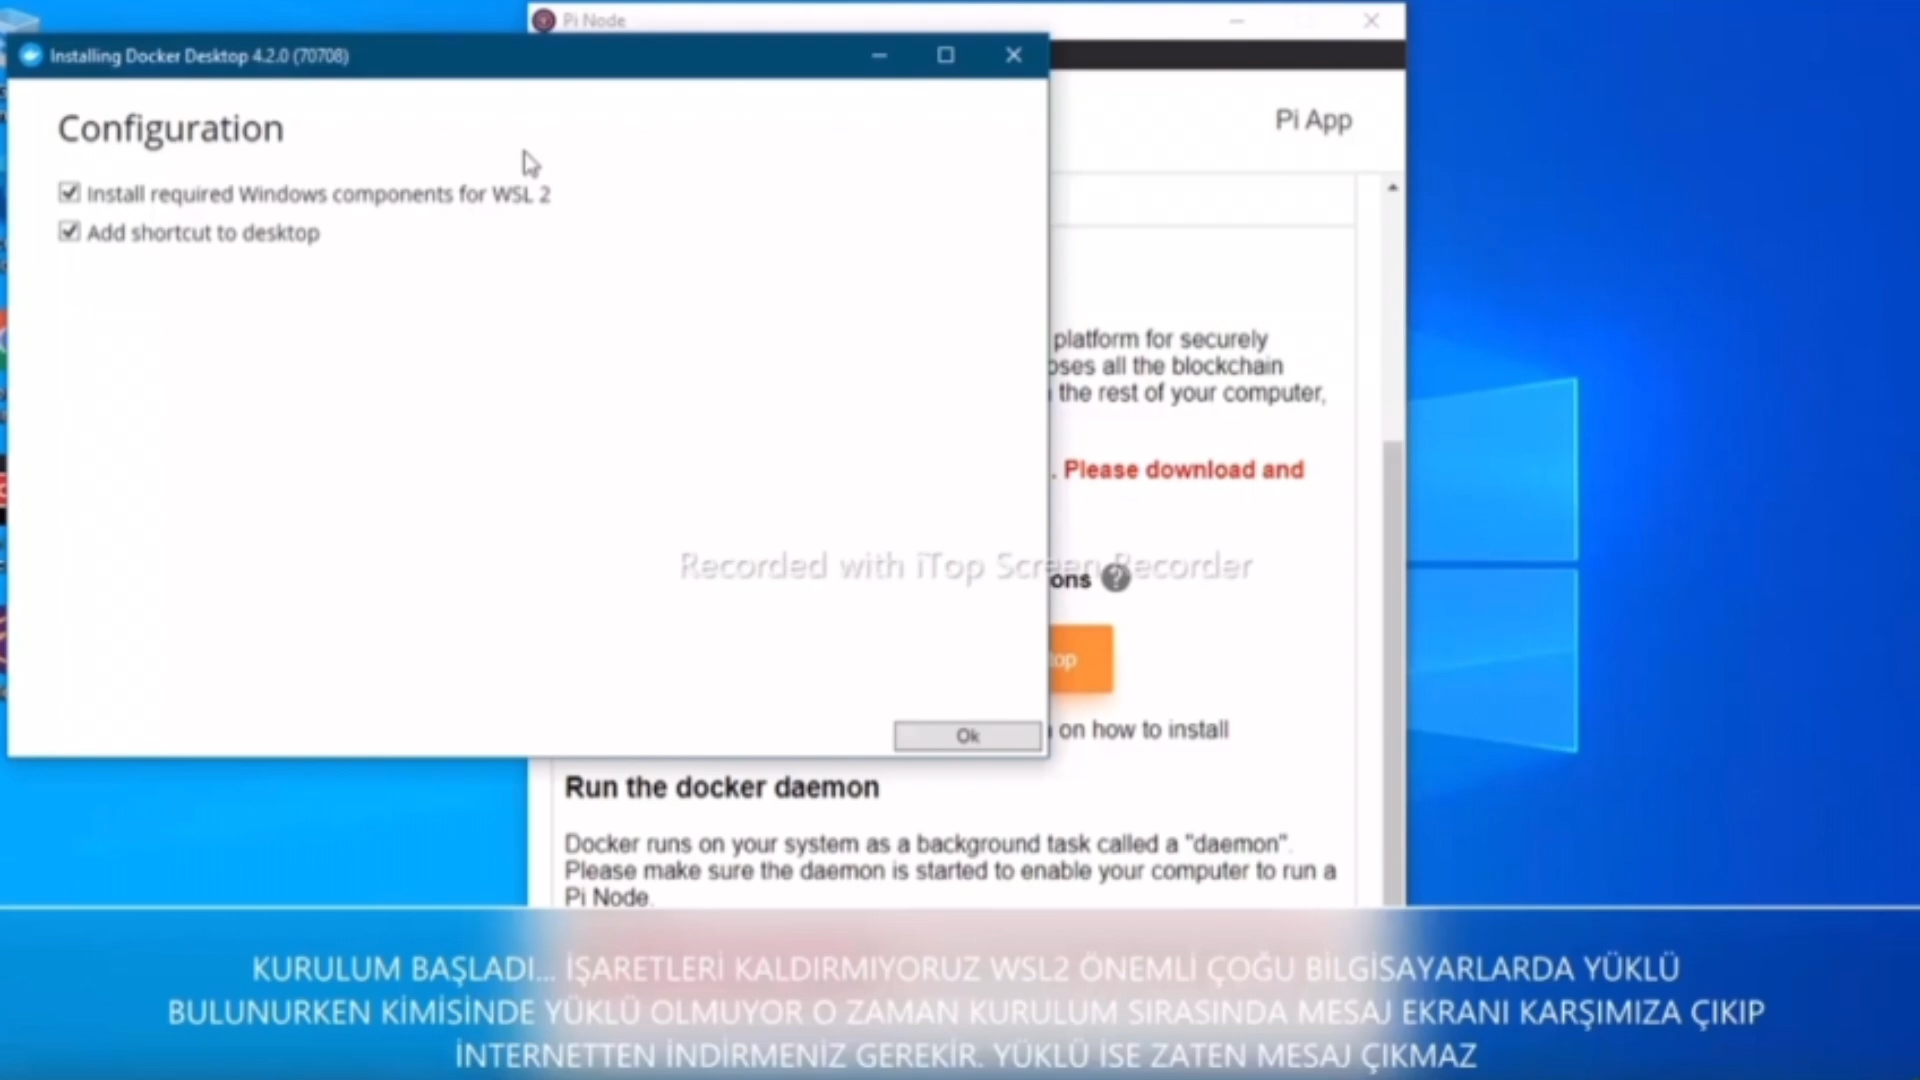 Pi Node
Installing Docker Desktop 4.2.0 (70708)
Configuration
Pi App
Install required Windows components for WSL 2
Add shortcut to desktop
platform for securely
oses all the blockchain
the rest of your computer,
. Please download and
Recorded with iTop Screen Recorder
ons
top
Ok
on how to install
Run the docker daemon
Docker runs on your system as a background task called a "daemon".
Please make sure the daemon is started to enable your computer to run a
Pi Node.
KURULUM BAŞLADI... İŞARETLERİ KALDIRMIYORUZ WSL2 ÖNEMLİ ÇOĞU BİLGİSAYARLARDA YÜKLÜ
BULUNURKEN KİMİSİNDE YÜKLÜ OLMUYOR O ZAMAN KURULUM SIRASINDA MESAJ EKRANI KARŞIMIZA ÇIKIP
İNTERNETTEN İNDİRMENİZ GEREKİR. YÜKLÜ İSE ZATEN MESAJ ÇIKMAZ